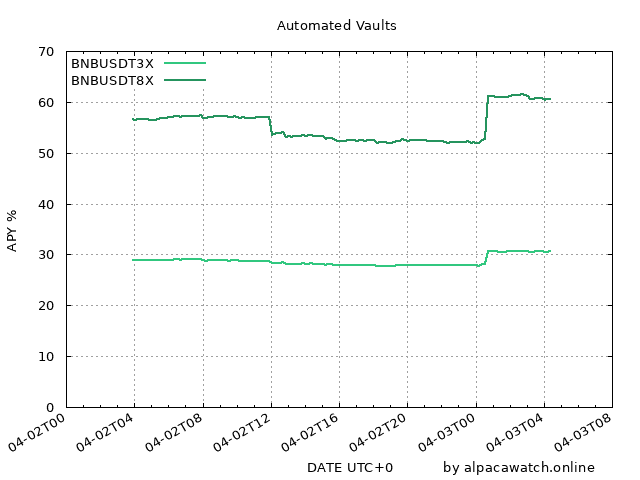 Automated Vaults
BNBUSDT3X
BNBUSDT8X
APY %
70
60
50
40
30
20
10
0
04-02T00
04-02T04
04-02T08
04-02T12
04-02T16
04-02T20
04-03T00
04-03T04
04-03T08
DATE UTC+0
by alpacawatch.online